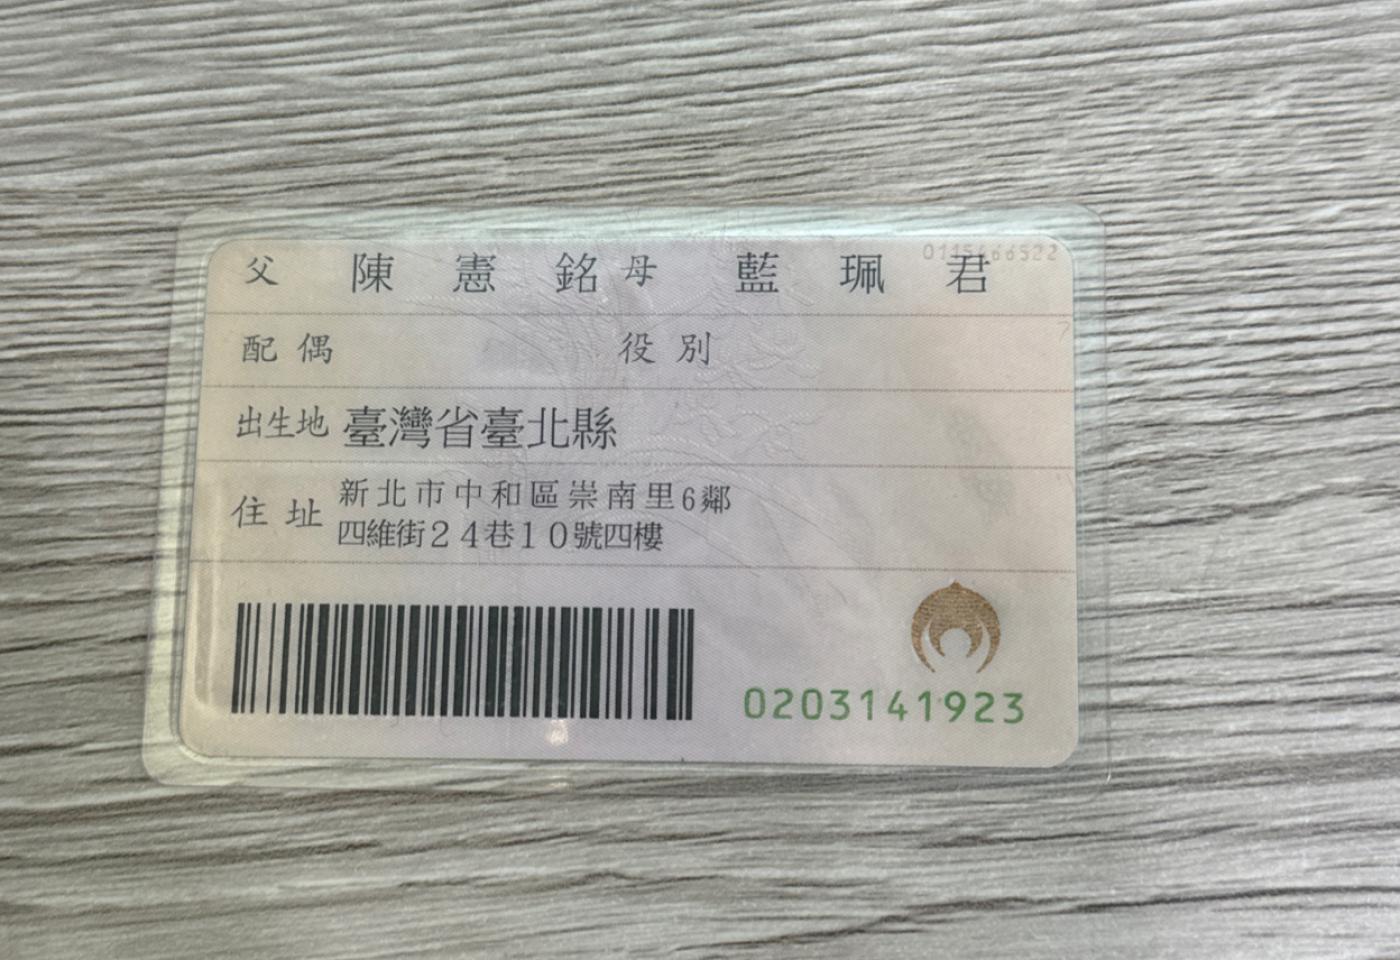 0115466522
父 陳憲銘 母 藍珮君
配偶 役別
出生地 臺灣省臺北縣
住址 新北市中和區崇南里6鄰
四維街24巷10號四樓
0203141923